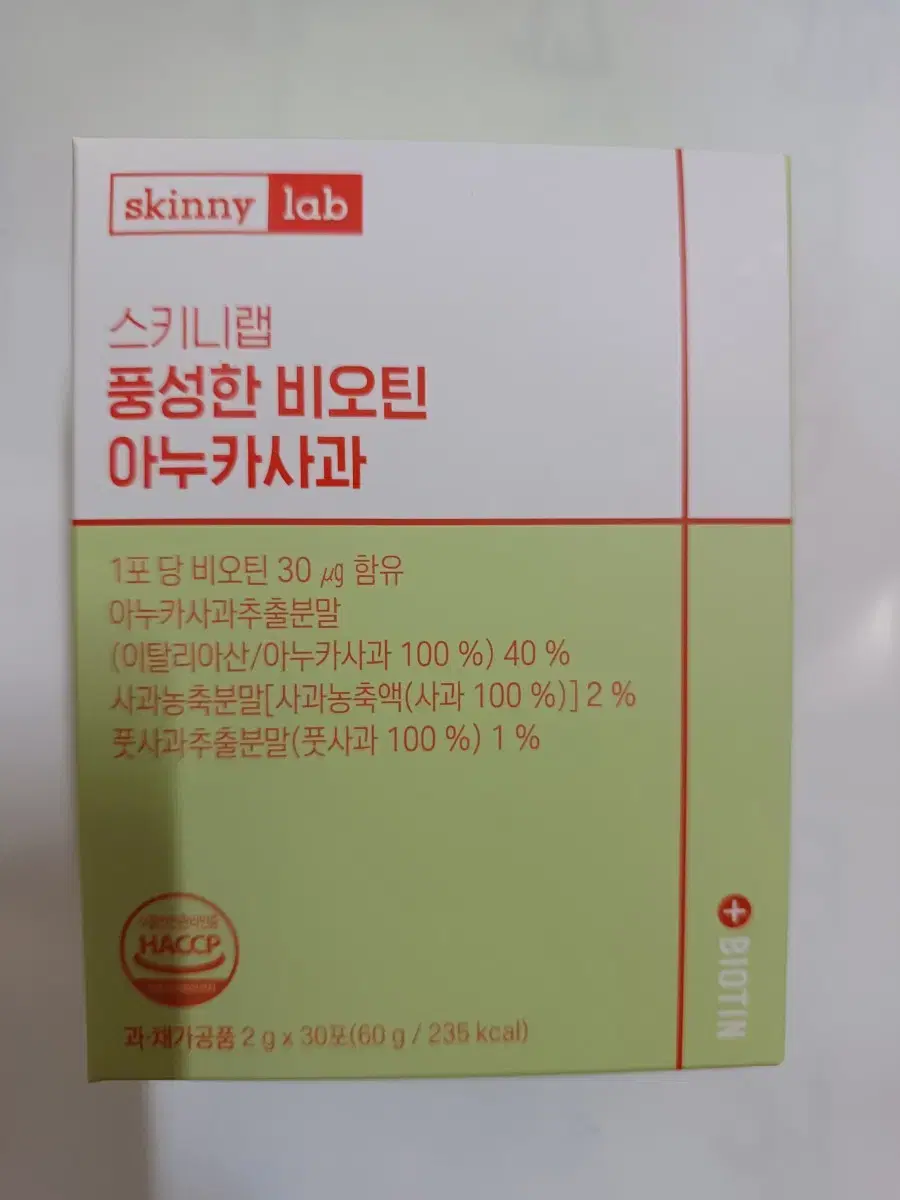 skinny lab
스키니랩
풍성한 비오틴
아누카사과
1포 당 비오틴 30 ㎍ 함유
아누카사과추출분말
(이탈리아산/아누카사과 100 %) 40 %
사과농축분말[사과농축액(사과 100 %)] 2 %
풋사과추출분말(풋사과 100 %) 1 %
HACCP
+ BIOTIN
과·채가공품 2 g x 30포(60 g / 235 kcal)